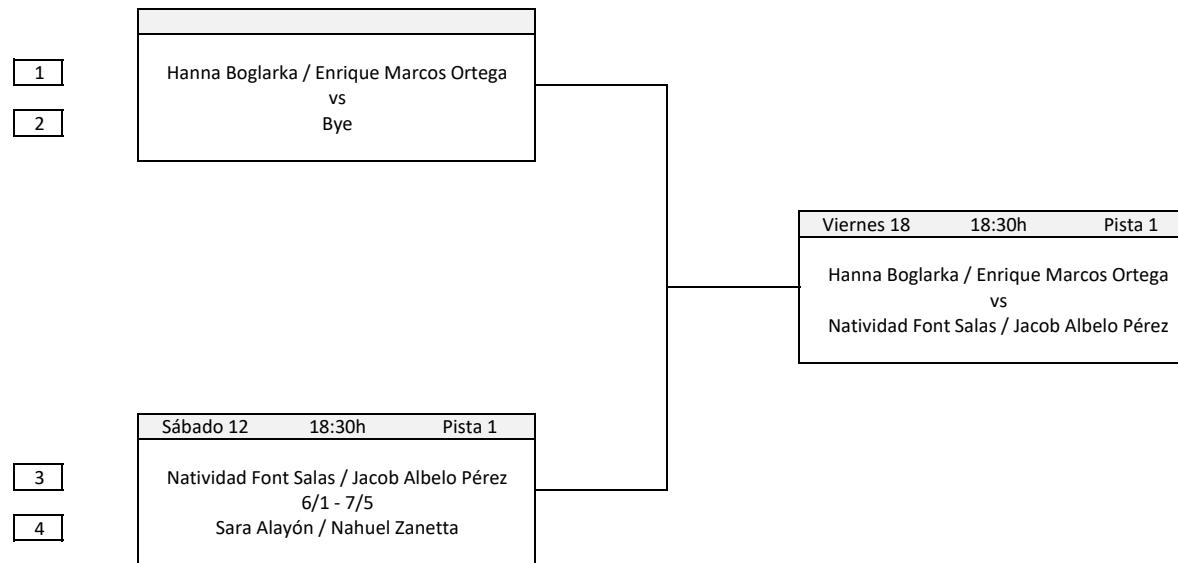 1
Hanna Boglarka / Enrique Marcos Ortega
vs
2
Bye
Viernes 18 18:30h Pista 1
Hanna Boglarka / Enrique Marcos Ortega
vs
Natividad Font Salas / Jacob Albelo Pérez
Sábado 12 18:30h Pista 1
3
Natividad Font Salas / Jacob Albelo Pérez
6/1 - 7/5
4
Sara Alayón / Nahuel Zanetta